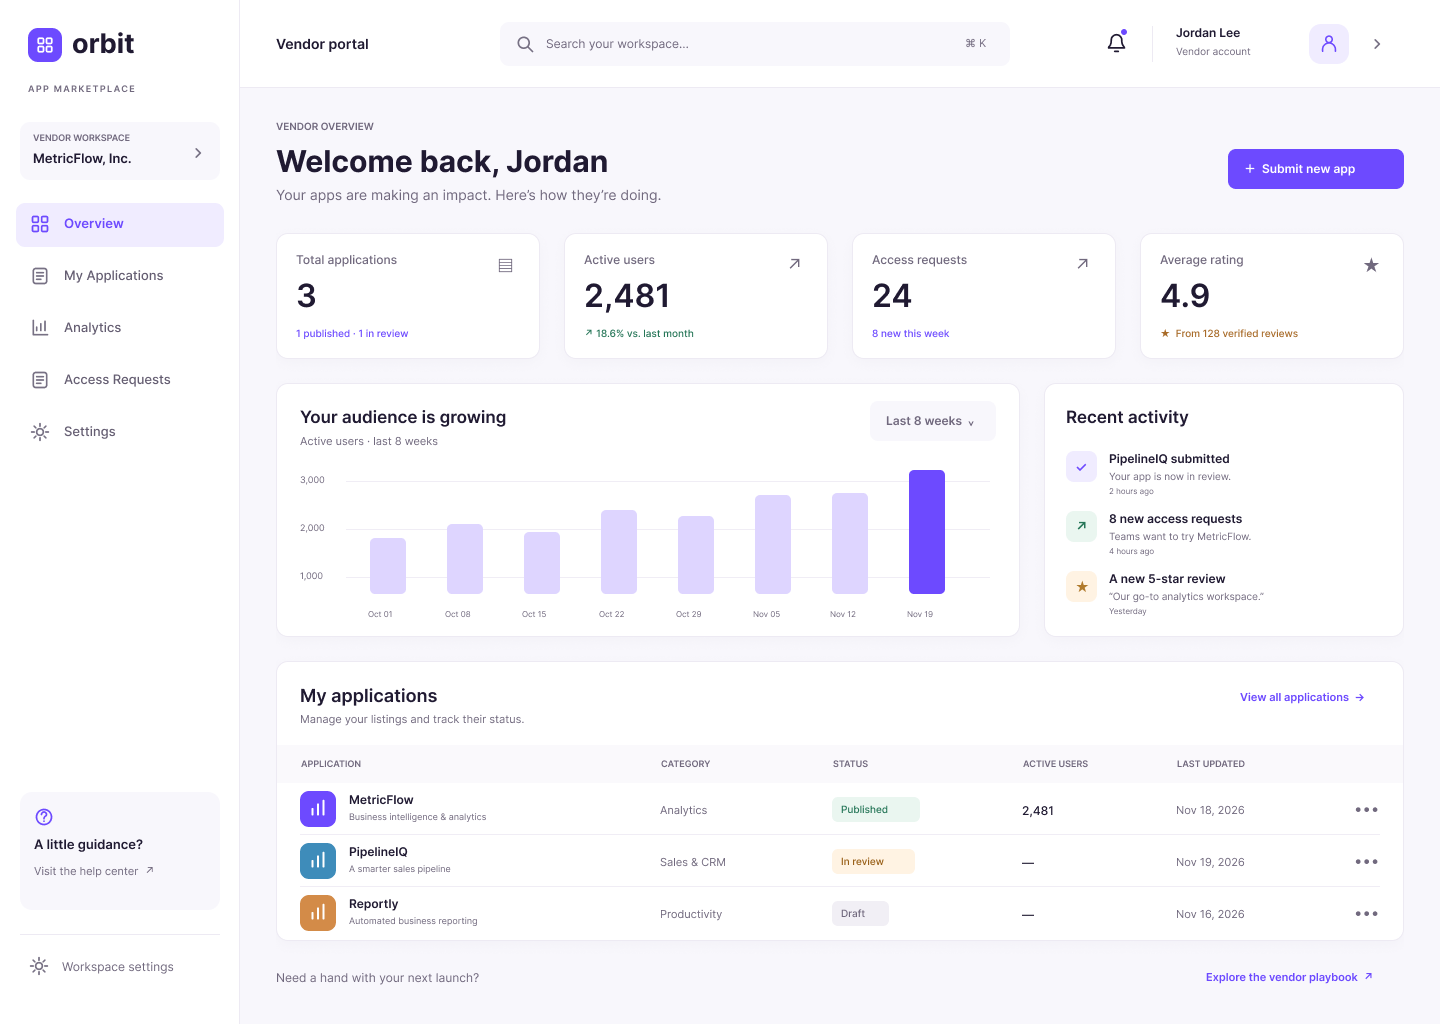 orbit
APP MARKETPLACE
VENDOR WORKSPACE
MetricFlow, Inc.
Overview
My Applications
Analytics
Access Requests
Settings
A little guidance?
Visit the help center ↗
Workspace settings
Vendor portal
Search your workspace...
⌘ K
Jordan Lee
Vendor account
VENDOR OVERVIEW
Welcome back, Jordan
Your apps are making an impact. Here’s how they’re doing.
+ Submit new app
Total applications
3
1 published · 1 in review
Active users
2,481
↗ 18.6% vs. last month
Access requests
24
8 new this week
Average rating
4.9
★ From 128 verified reviews
Your audience is growing
Active users · last 8 weeks
Last 8 weeks
3,000
2,000
1,000
Oct 01
Oct 08
Oct 15
Oct 22
Oct 29
Nov 05
Nov 12
Nov 19
Recent activity
PipelineIQ submitted
Your app is now in review.
2 hours ago
8 new access requests
Teams want to try MetricFlow.
4 hours ago
A new 5-star review
“Our go-to analytics workspace.”
Yesterday
My applications
Manage your listings and track their status.
View all applications →
APPLICATION CATEGORY STATUS ACTIVE USERS LAST UPDATED
MetricFlow
Business intelligence & analytics
Analytics
Published
2,481
Nov 18, 2026
PipelineIQ
A smarter sales pipeline
Sales & CRM
In review
—
Nov 19, 2026
Reportly
Automated business reporting
Productivity
Draft
—
Nov 16, 2026
Need a hand with your next launch?
Explore the vendor playbook ↗